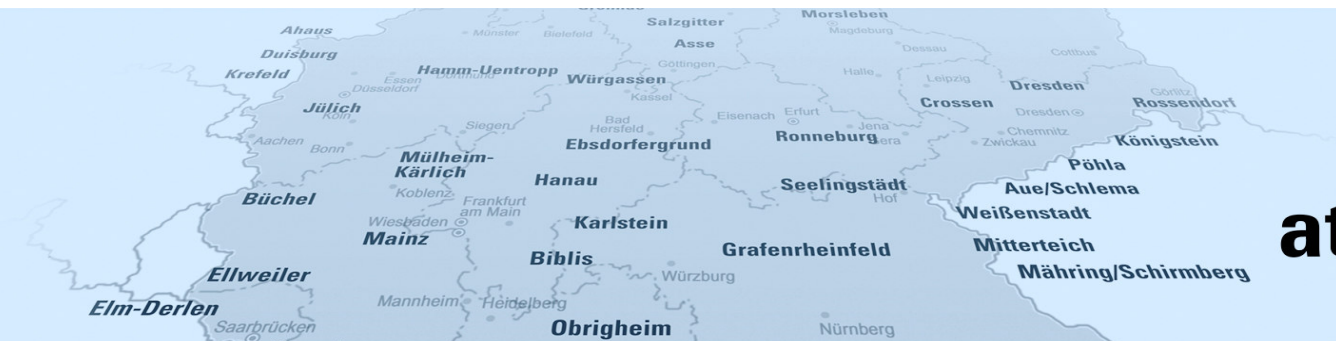 Salzgitter
Morsleben
Ahaus
Münster
Bielefeld
Magdeburg
Asse
Duisburg
Dessau
Cottbus
Göttingen
Krefeld
Hamm-Uentropp
Würgassen
Halle
Leipzig
Essen
Dortmund
Düsseldorf
Dresden
Kassel
Görlitz
Crossen
Rossendorf
Jülich
Köln
Eisenach
Erfurt
Dresden
Siegen
Bad
Hersfeld
Jena
Chemnitz
Aachen
Bonn
Ebsdorfergrund
Ronneburg
Gera
Zwickau
Königstein
Mülheim-
Kärlich
Pöhla
Hanau
Seelingstädt
Aue/Schlema
Koblenz
Büchel
Frankfurt
am Main
Hof
Weißenstadt
Wiesbaden
Karlstein
Mainz
Grafenrheinfeld
Mitterteich
at
Biblis
Mähring/Schirmberg
Ellweiler
Würzburg
Elm-Derlen
Mannheim
Heidelberg
Saarbrücken
Obrigheim
Nürnberg